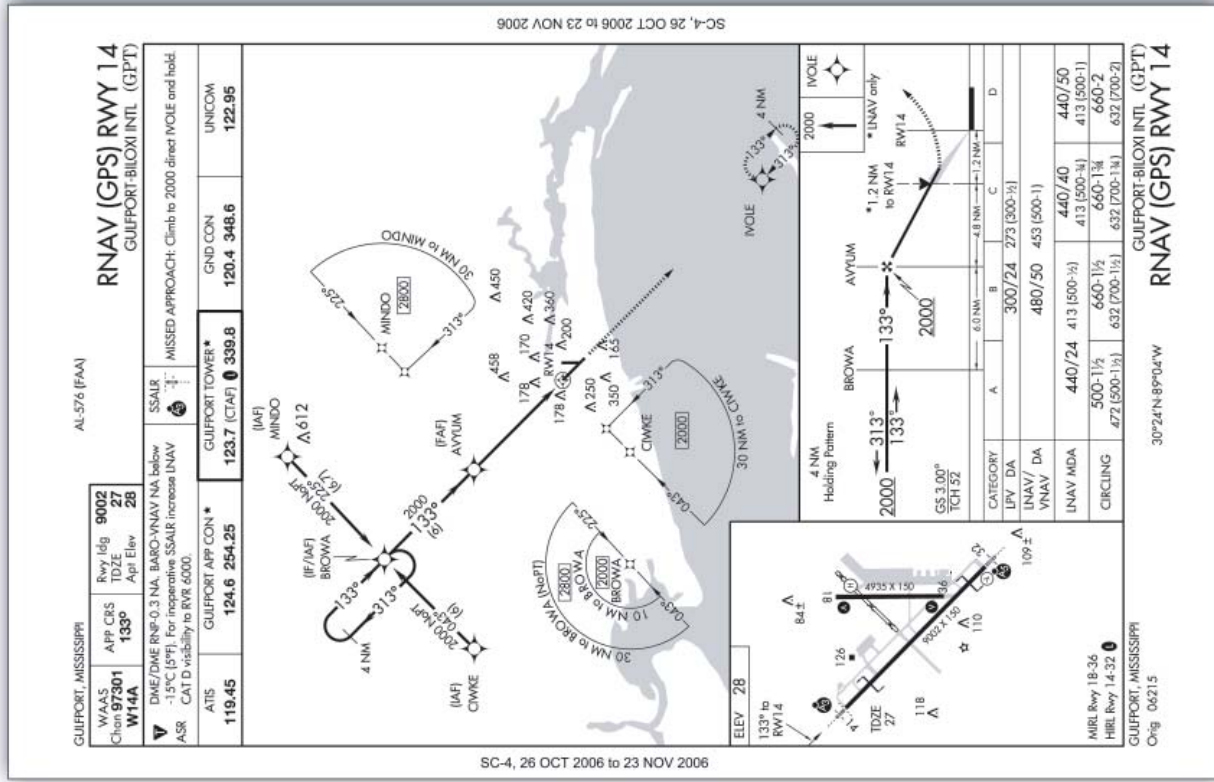 SC-4, 26 OCT 2006 to 23 NOV 2006
GULFPORT, MISSISSIPPI
AL-576 (FAA)
RNAV (GPS) RWY 14
GULFPORT-BILOXI INTL (GPT)
WAAS
Chan 97301
W14A
APP CRS
133°
Rwy ldg 9002
TDZE 27
Apt Elev 28
DME/DME RNP-0.3 NA. BARO-VNAV NA below
-15°C (5°F). For inoperative SSALR increase LNAV
CAT D visibility to RVR 6000.
ASR
SSALR
MISSED APPROACH: Climb to 2000 direct IVOLE and hold.
ATIS
119.45
GULFPORT APP CON*
124.6 254.25
GULFPORT TOWER*
123.7 (CTAF) 339.8
GND CON
120.4 348.6
UNICOM
122.95
(IAF)
MINDO
612
2000 NoPT
225°
(6.7)
(IF/IAF)
BROWA
133°
313°
4 NM
2000
133°
(6)
2000 NoPT
043°
(6)
(IAF)
CIWKE
(FAF)
AVYUM
225°
MINDO
2800
313°
30 NM to MINDO
458
450
178
170
420
RW14
360
178
200
250
165
350
313°
CIWKE
2000
043°
30 NM to CIWKE
30 NM to BROWA (NoPT)
2800
10 NM to BROWA
2000
BROWA
225°
043°
IVOLE
4 NM
133°
313°
ELEV 28
133° to
RW14
TDZE
27
126
84±
118
110
109±
18
4935 X 150
36
9002 X 150
32
MIRL Rwy 18-36
HIRL Rwy 14-32
4 NM
Holding Pattern
2000
313°
133°
BROWA
133°
AVYUM
2000
*1.2 NM
to RW14
RW14
*LNAV only
2000
IVOLE
GS 3.00°
TCH 52
6.0 NM
4.8 NM
1.2 NM
CATEGORY A B C D
LPV DA 300/24 273 (300-½)
LNAV/VNAV DA 480/50 453 (500-1)
LNAV MDA 440/24 413 (500-½) 440/40 413 (500-¾) 440/50 413 (500-1)
CIRCLING 500-1½ 472 (500-1½) 660-1½ 632 (700-1½) 660-1¾ 632 (700-1¾) 660-2 632 (700-2)
GULFPORT, MISSISSIPPI
Orig 06215
30°24'N-89°04'W
GULFPORT-BILOXI INTL (GPT)
RNAV (GPS) RWY 14
SC-4, 26 OCT 2006 to 23 NOV 2006